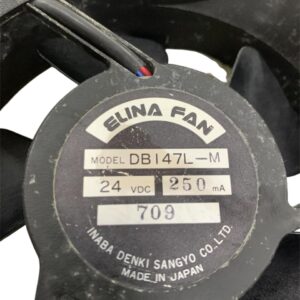 ELINA FAN
MODEL DB147L-M
24 VDC 250 mA
709
INABA DENKI SANGYO CO., LTD.
MADE IN JAPAN